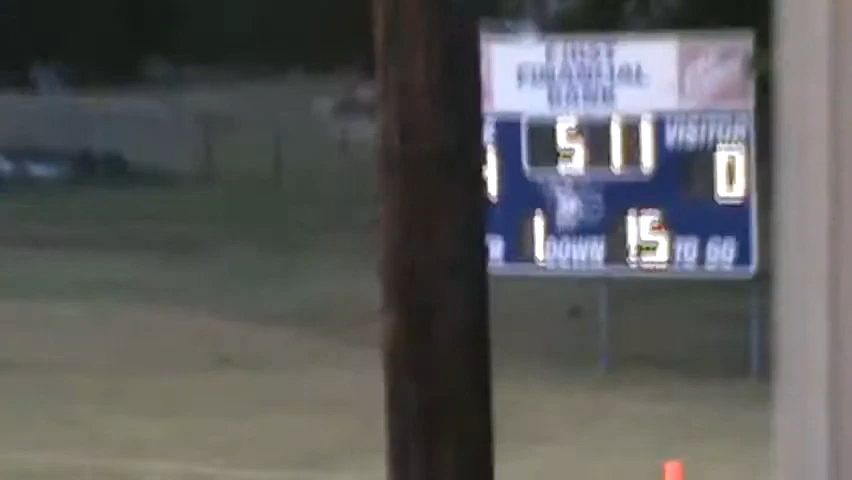 FIRST
FINANCIAL
BANK
5 11 VISITOR
0
1 DOWN 15 TO GO